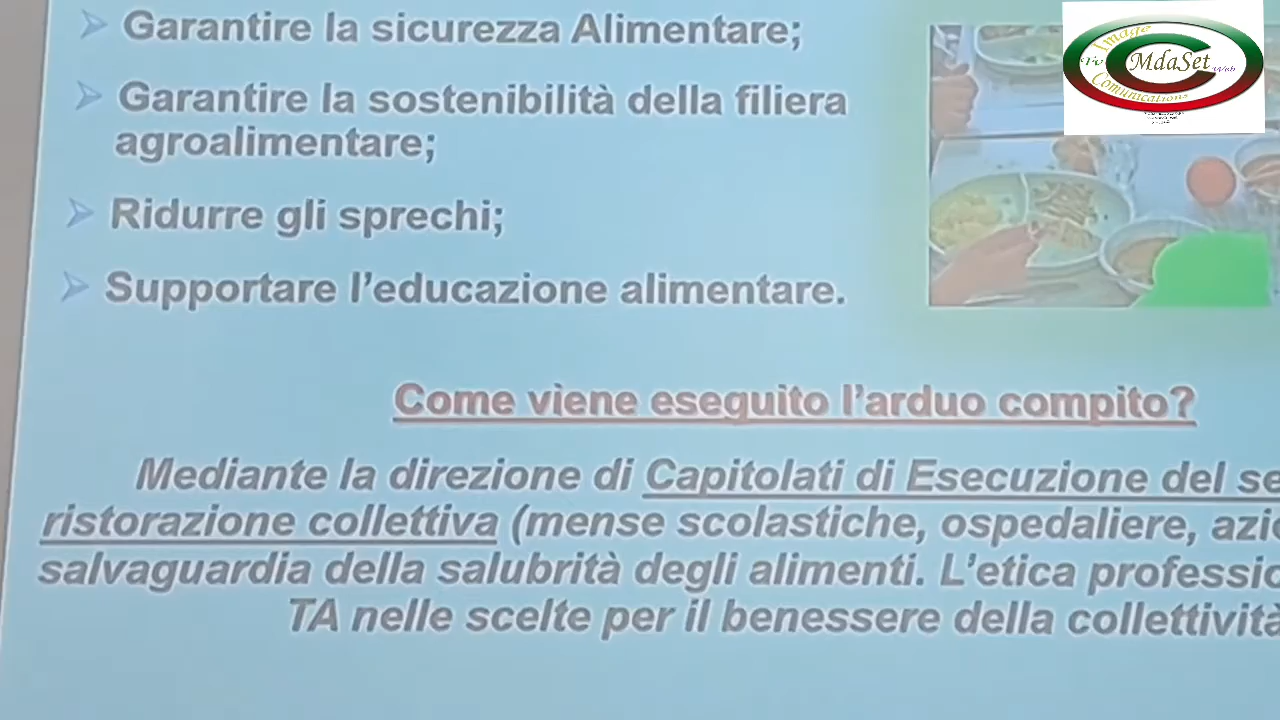 Garantire la sicurezza Alimentare;
Garantire la sostenibilità della filiera
agroalimentare;
Ridurre gli sprechi;
Supportare l'educazione alimentare.
Come viene eseguito l'arduo compito?
Mediante la direzione di Capitolati di Esecuzione del se
ristorazione collettiva (mense scolastiche, ospedaliere, azi
salvaguardia della salubrità degli alimenti. L'etica professio
TA nelle scelte per il benessere della collettività
Image
MdaSet
Comunications